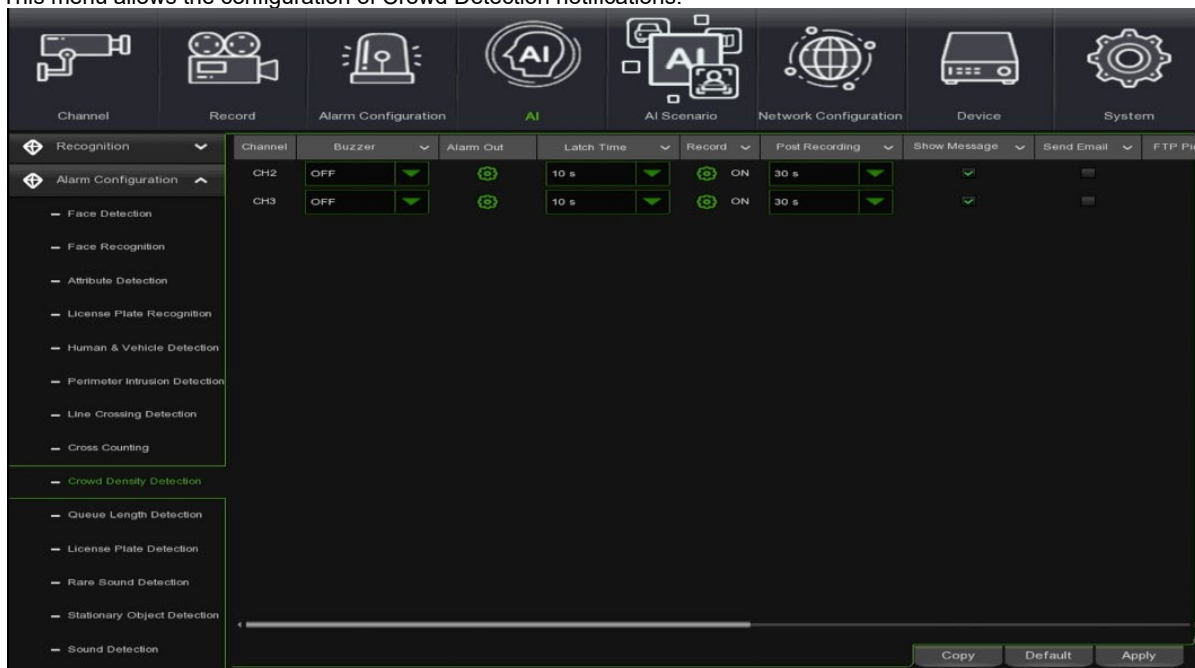 This menu allows the configuration of Crowd Detection notifications.
AI
AI
Channel Record Alarm Configuration AI AI Scenario Network Configuration Device System
Recognition
Channel Buzzer Alarm Out Latch Time Record Post Recording Show Message Send Email FTP Pi
Alarm Configuration
CH2 OFF 10 s ON 30 s
CH3 OFF 10 s ON 30 s
Face Detection
Face Recognition
Attribute Detection
License Plate Recognition
Human & Vehicle Detection
Perimeter Intrusion Detection
Line Crossing Detection
Cross Counting
Crowd Density Detection
Queue Length Detection
License Plate Detection
Rare Sound Detection
Stationary Object Detection
Sound Detection
Copy Default Apply